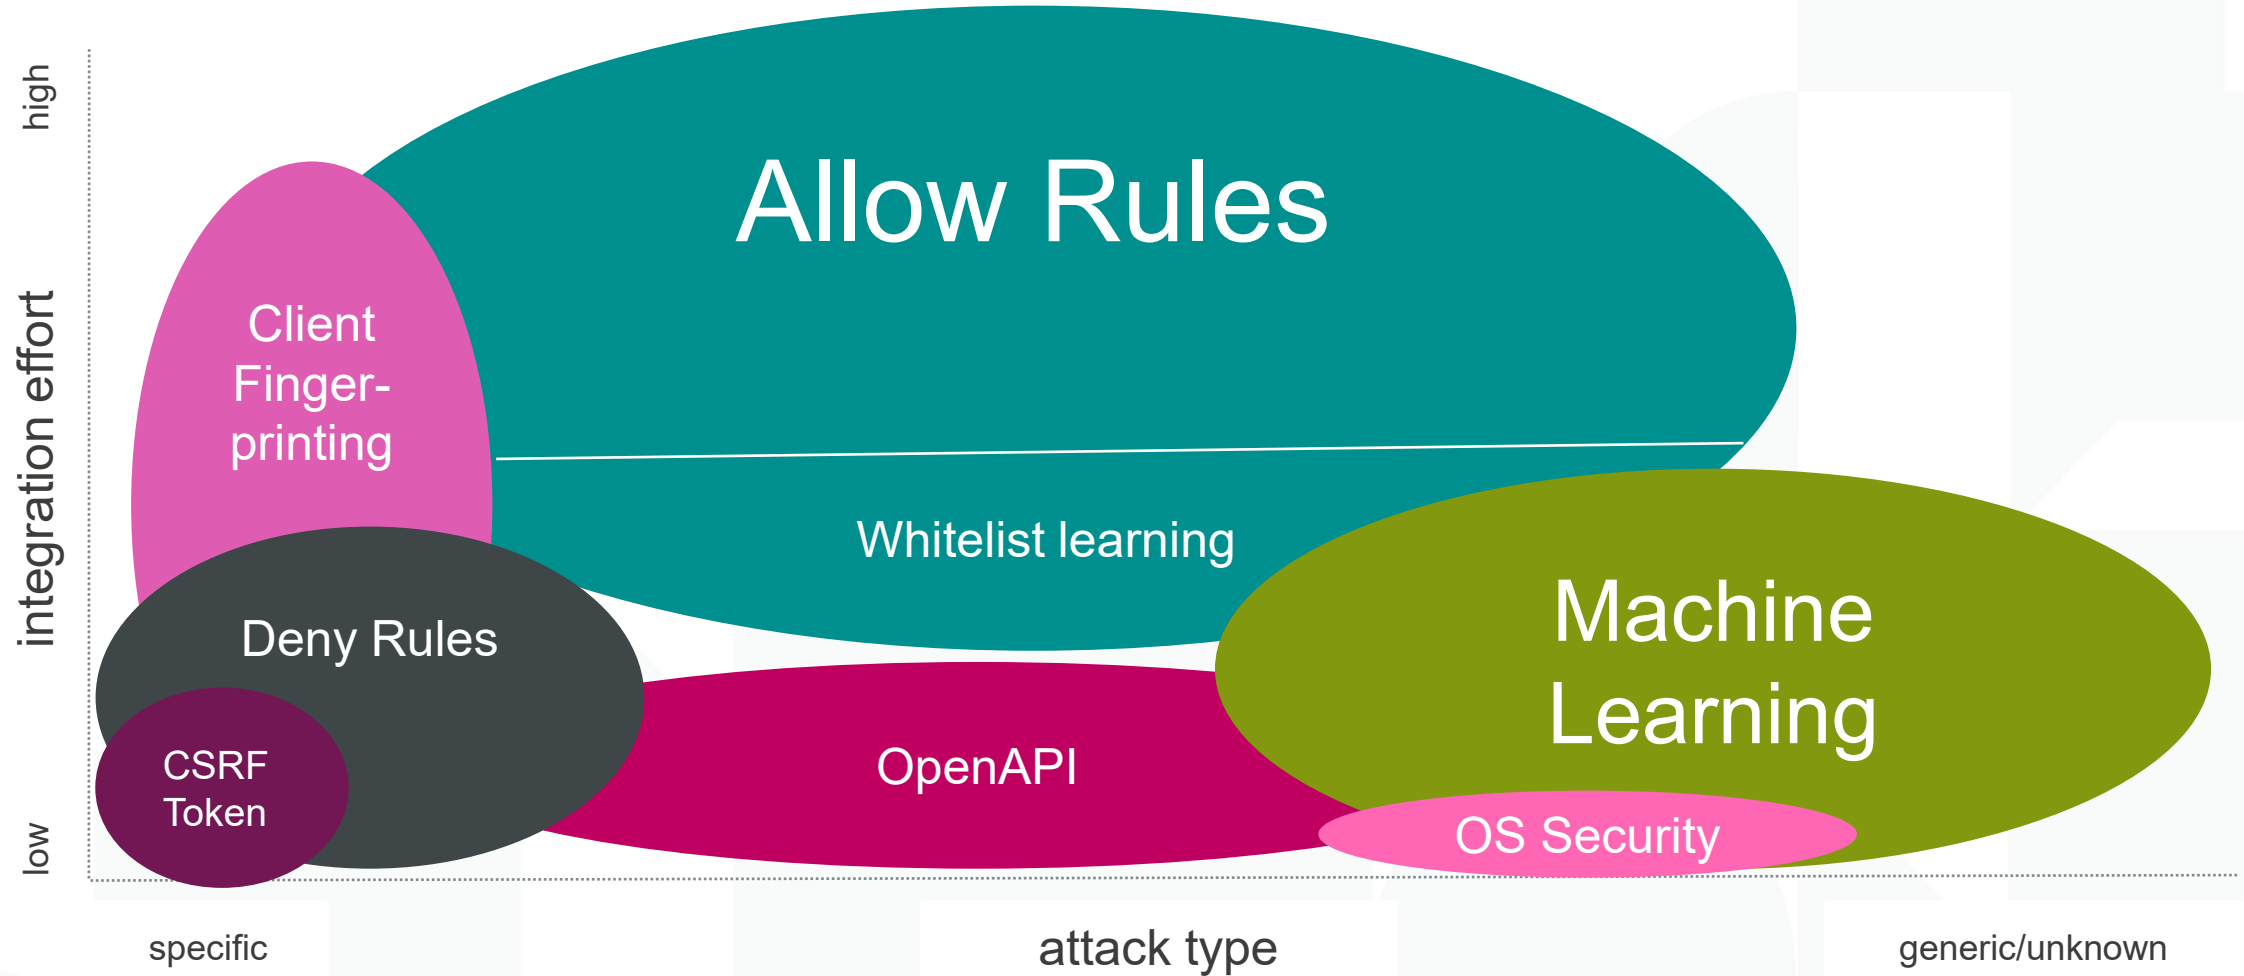 high
integration effort
low
Allow Rules
Client
Finger-
printing
Whitelist learning
Deny Rules
Machine
Learning
CSRF
Token
OpenAPI
OS Security
specific
attack type
generic/unknown